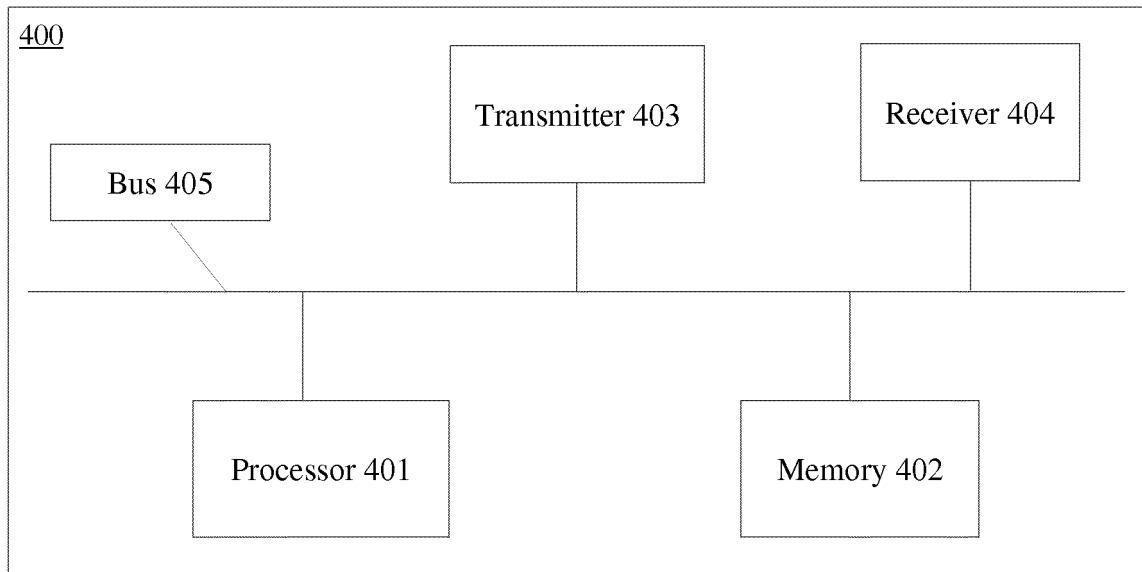 400
Transmitter 403
Receiver 404
Bus 405
Processor 401
Memory 402